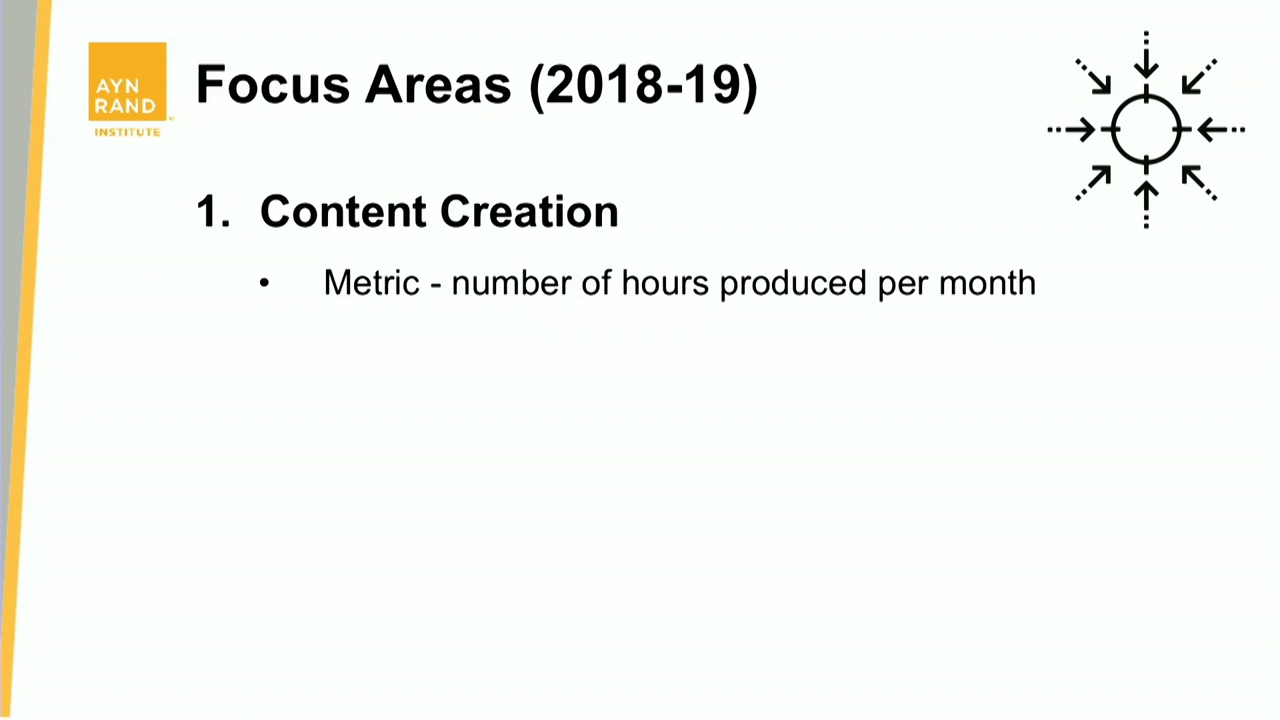 AYN
RAND
INSTITUTE
Focus Areas (2018-19)
1. Content Creation
• Metric - number of hours produced per month